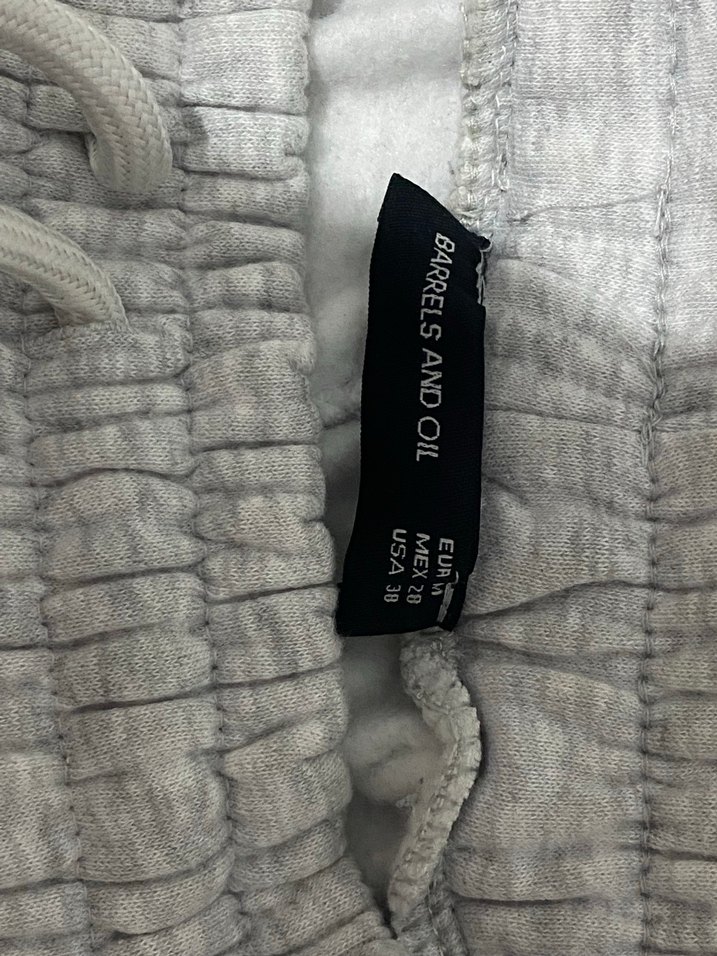 BARRELS AND OIL
EUR M
MEX 28
USA 38